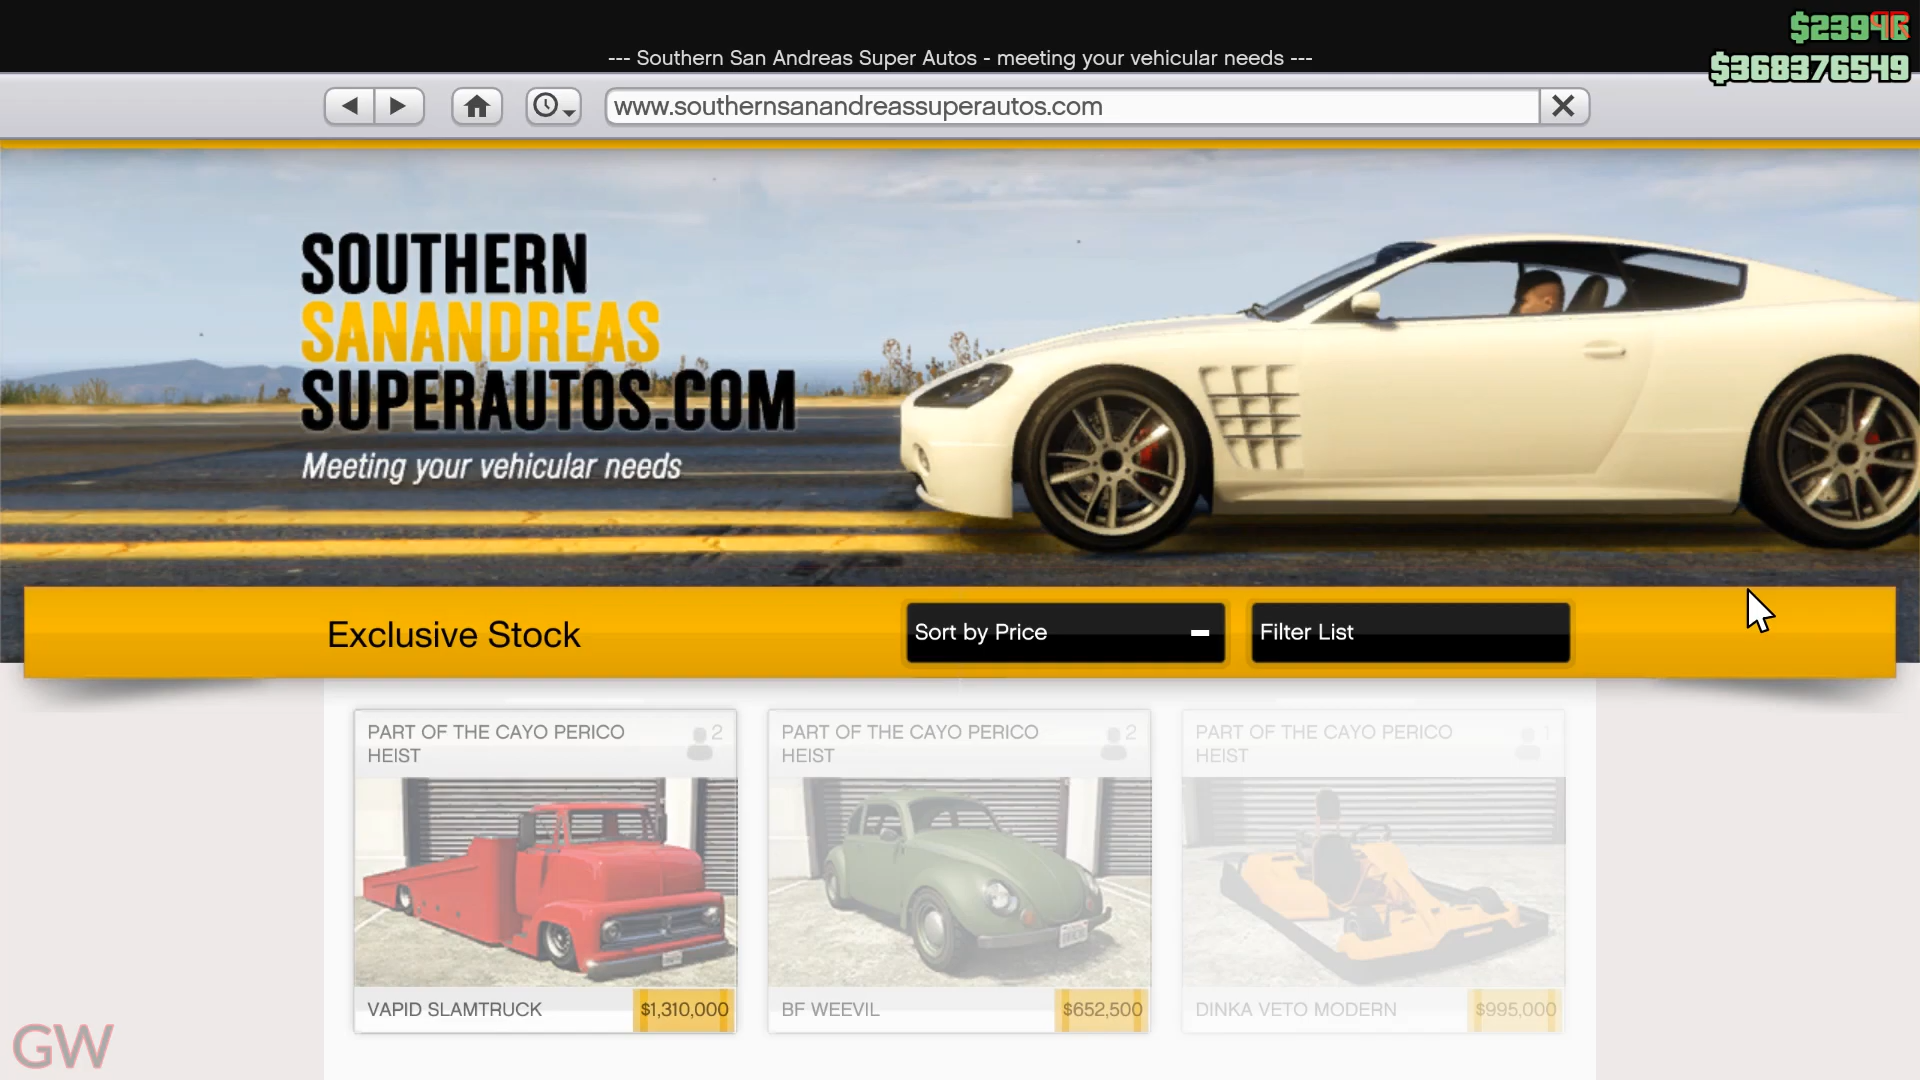 --- Southern San Andreas Super Autos - meeting your vehicular needs ---
$23946
$368376549
www.southernsanandreassuperautos.com
SOUTHERN
SANANDREAS
SUPERAUTOS.COM
Meeting your vehicular needs
Exclusive Stock
Sort by Price
Filter List
PART OF THE CAYO PERICO
HEIST
2
PART OF THE CAYO PERICO
HEIST
2
PART OF THE CAYO PERICO
HEIST
1
VAPID SLAMTRUCK
$1,310,000
BF WEEVIL
$652,500
DINKA VETO MODERN
$995,000
GW